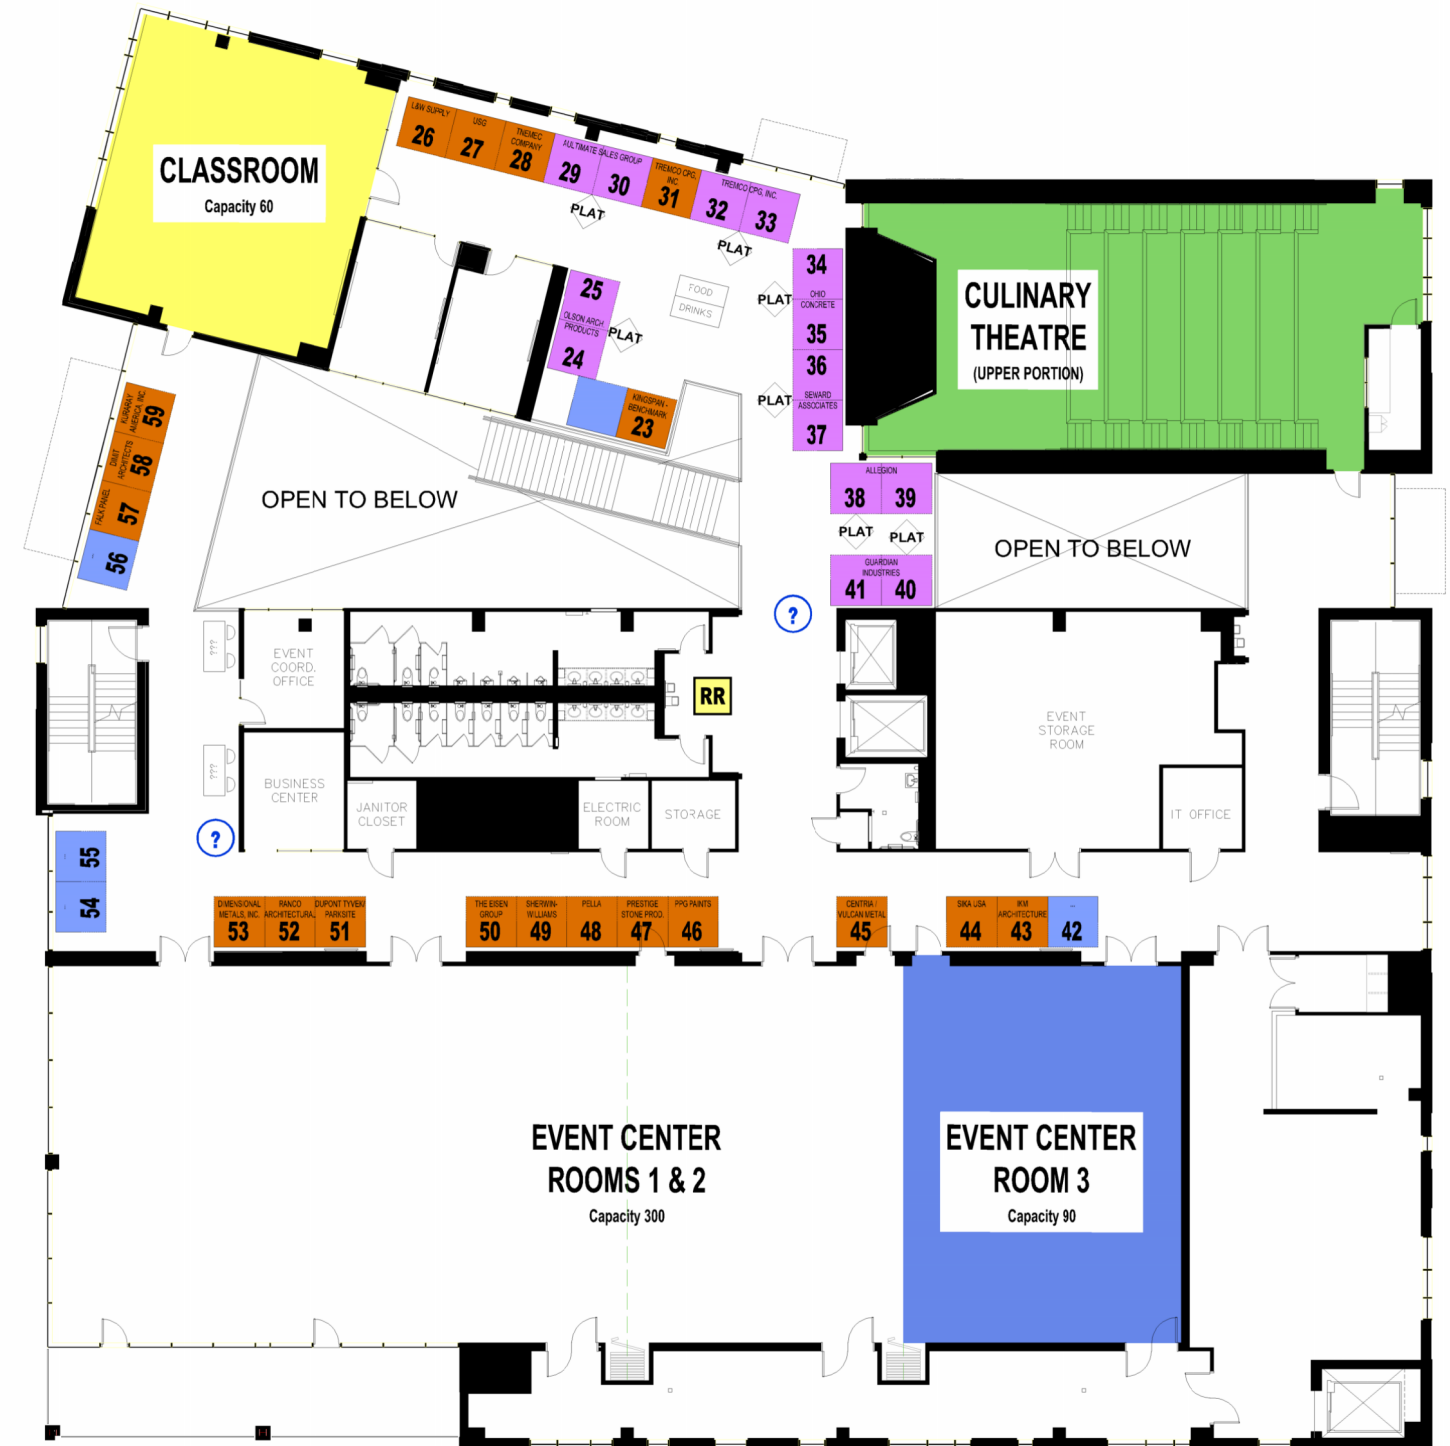 CLASSROOM
Capacity 60
L&W SUPPLY
26
USG
27
TNEMEC
COMPANY
28
AULTIMATE SALES GROUP
29
30
TREMCO CPG,
INC.
31
TREMCO CPG, INC.
32
33
PLAT
PLAT
34
OHIO
CONCRETE
35
PLAT
36
SEWARD
ASSOCIATES
37
PLAT
CULINARY
THEATRE
(UPPER PORTION)
25
OLSON ARCH
PRODUCTS
24
PLAT
FOOD
DRINKS
KINGSPAN -
BENCHMARK
23
KURARAY
AMERICA, INC.
59
DIMIT
ARCHITECTS
58
FALK PANEL
57
56
OPEN TO BELOW
ALLEGION
38
39
PLAT
PLAT
GUARDIAN
INDUSTRIES
41
40
OPEN TO BELOW
?
???
EVENT
COORD.
OFFICE
RR
EVENT
STORAGE
ROOM
???
BUSINESS
CENTER
JANITOR
CLOSET
ELECTRIC
ROOM
STORAGE
IT OFFICE
?
55
54
DIMENSIONAL
METALS, INC.
53
RANCO
ARCHITECTURAL
52
DUPONT TYVEK/
PARKSITE
51
THE EISEN
GROUP
50
SHERWIN-
WILLIAMS
49
PELLA
48
PRESTIGE
STONE PROD.
47
PPG PAINTS
46
CENTRIA /
VULCAN METAL
45
SIKA USA
44
IKM
ARCHITECTURE
43
42
EVENT CENTER
ROOMS 1 & 2
Capacity 300
EVENT CENTER
ROOM 3
Capacity 90